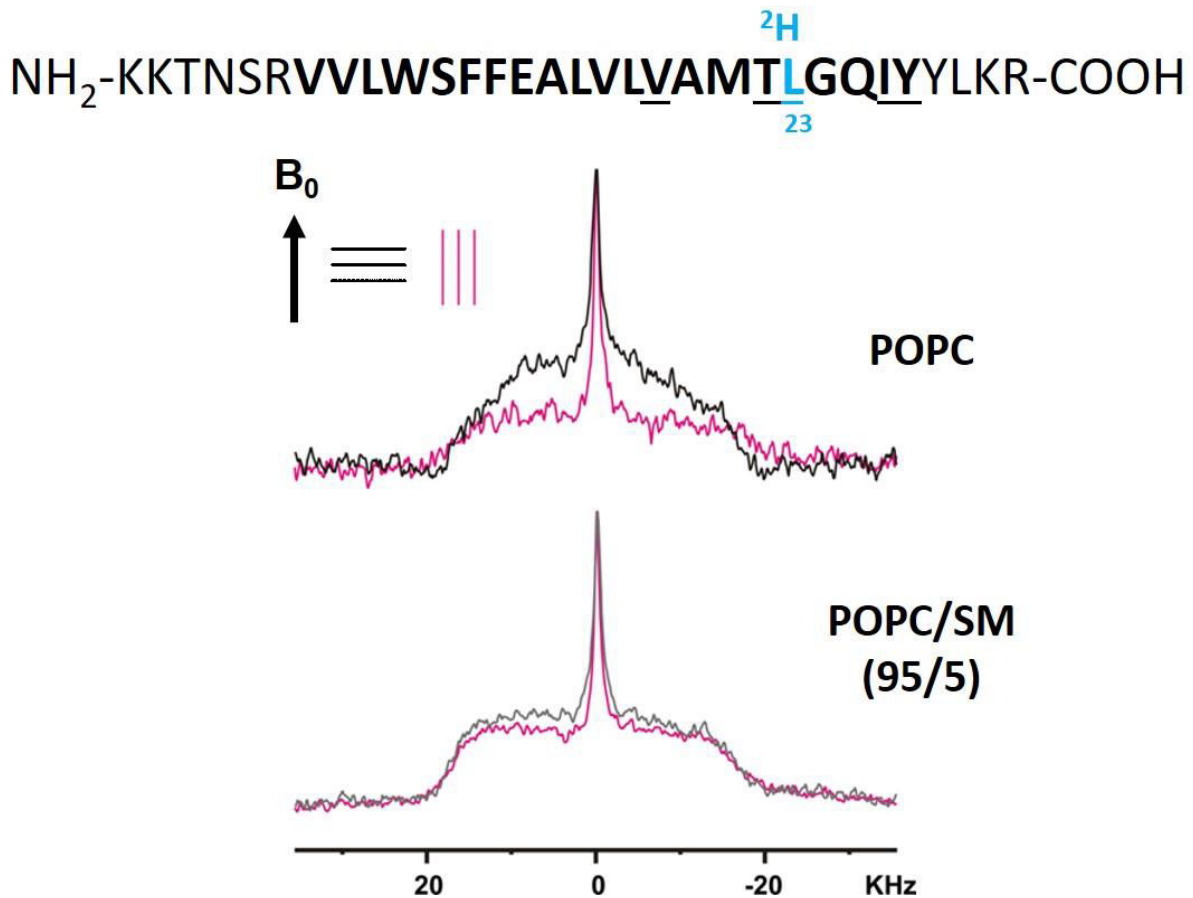 ²H
NH₂-KKTNSRVVLWSFFEALVLVAMTLGQIYYLKR-COOH
23
B₀
POPC
POPC/SM
(95/5)
20 0 -20 KHz